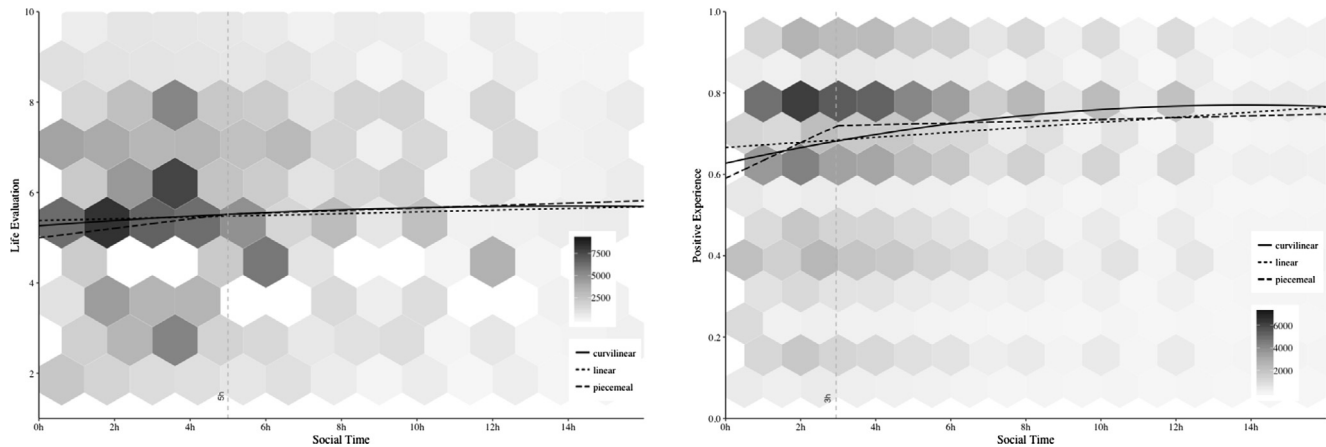 10
8
6
4
2
Life Evaluation
7500
5000
2500
curvilinear
linear
piecemeal
5h
0h 2h 4h 6h 8h 10h 12h 14h
Social Time
1.0
0.8
0.6
0.4
0.2
0.0
Positive Experience
curvilinear
linear
piecemeal
6000
4000
2000
3h
0h 2h 4h 6h 8h 10h 12h 14h
Social Time